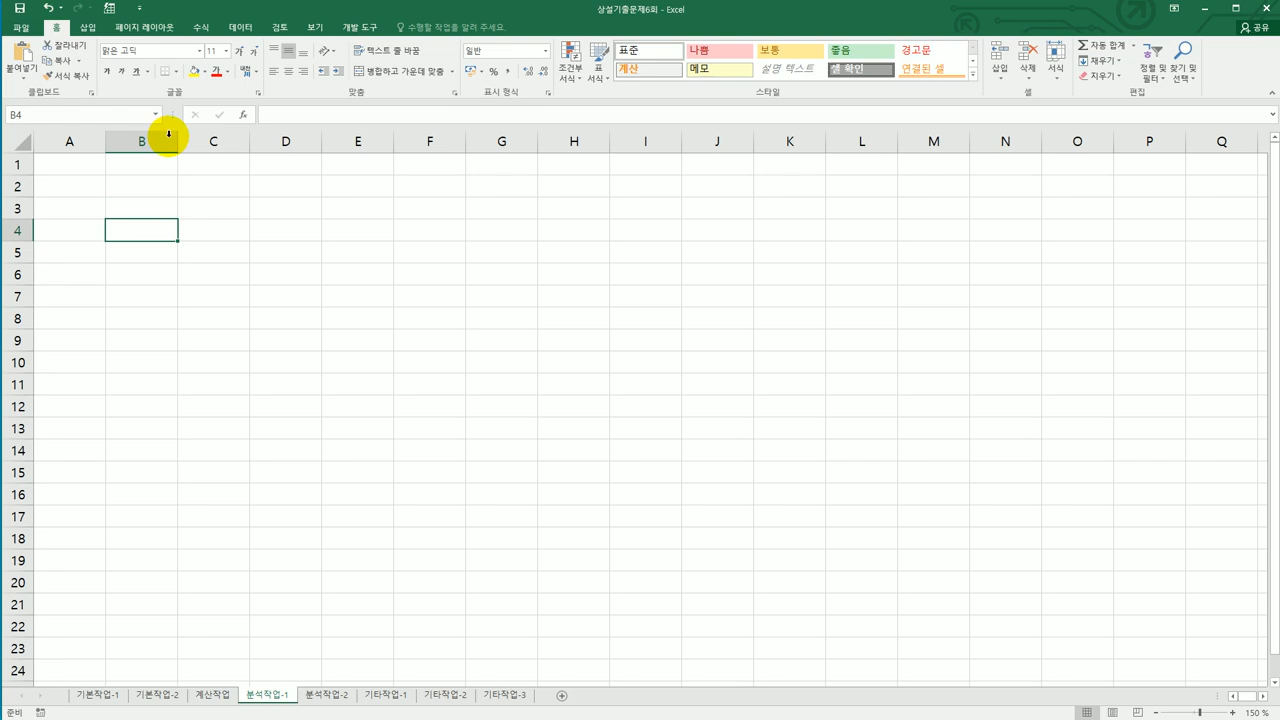 상설기출문제6회 - Excel
파일 홈 삽입 페이지 레이아웃 수식 데이터 검토 보기 개발 도구 수행할 작업을 알려 주세요. 공유
붙여넣기 잘라내기 복사 서식 복사
맑은 고딕 11
텍스트 줄 바꿈
병합하고 가운데 맞춤
일반
조건부 서식 표 서식
표준 나쁨 보통 좋음 경고문
계산 메모 설명 텍스트 셀 확인 연결된 셀
삽입 삭제 서식
자동 합계 채우기 지우기 정렬 및 필터 찾기 및 선택
클립보드 글꼴 맞춤 표시 형식 스타일 셀 편집
B4 fx
A B C D E F G H I J K L M N O P Q
1
2
3
4
5
6
7
8
9
10
11
12
13
14
15
16
17
18
19
20
21
22
23
24
기본작업-1 기본작업-2 계산작업 분석작업-1 분석작업-2 기타작업-1 기타작업-2 기타작업-3
준비 150 %